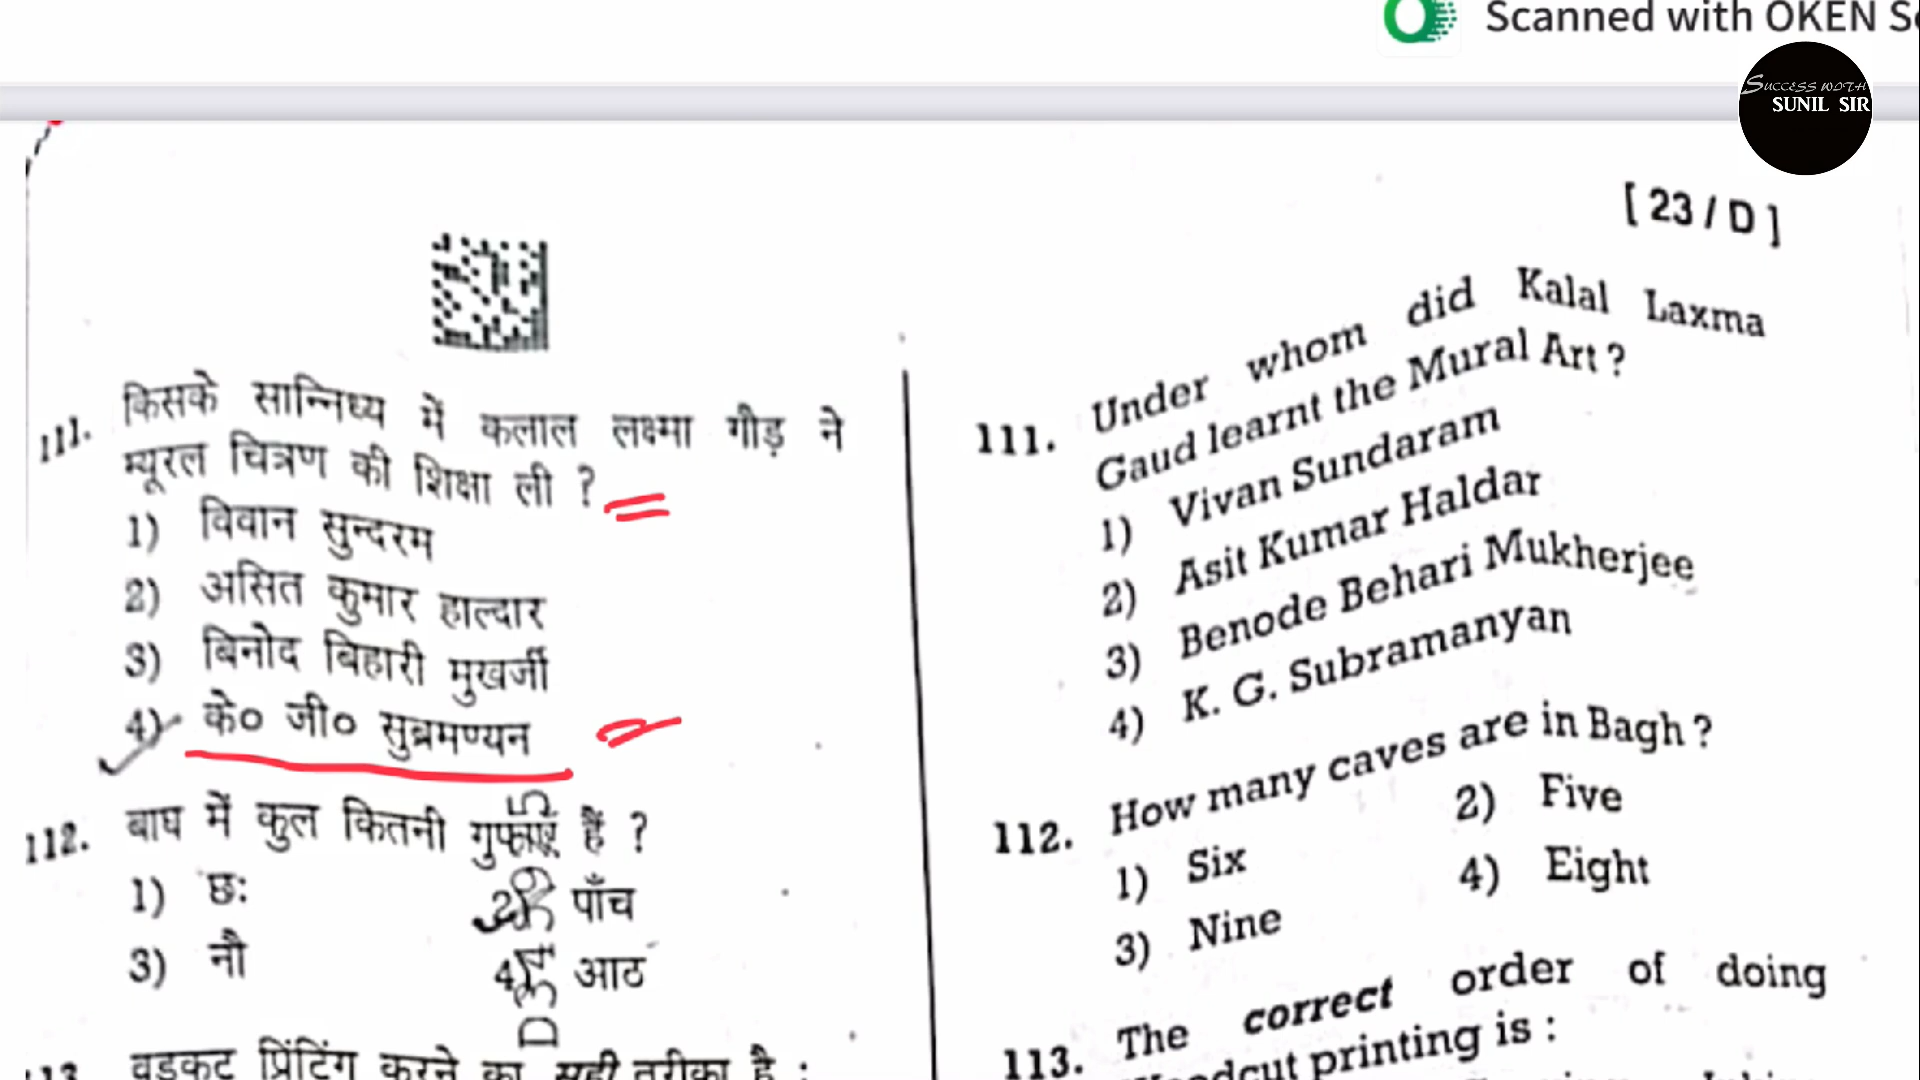 Scanned with OKEN S
SUCCESS WITH
SUNIL SIR
[ 23 / D ]
111. किसके सान्निध्य में कलाल लक्ष्मा गौड़ ने
म्यूरल चित्रण की शिक्षा ली ?
1) विवान सुन्दरम
2) असित कुमार हाल्दार
3) बिनोद बिहारी मुखर्जी
4) के० जी० सुब्रमण्यन
112. बाघ में कुल कितनी गुफाएँ हैं ?
1) छः 2) पाँच
3) नौ 4) आठ
वुडकट प्रिंटिंग करने का सही तरीका है :
111. Under whom did Kalal Laxma
Gaud learnt the Mural Art ?
1) Vivan Sundaram
2) Asit Kumar Haldar
3) Benode Behari Mukherjee
4) K. G. Subramanyan
112. How many caves are in Bagh ?
1) Six 2) Five
3) Nine 4) Eight
113. The correct order of doing
printing is :